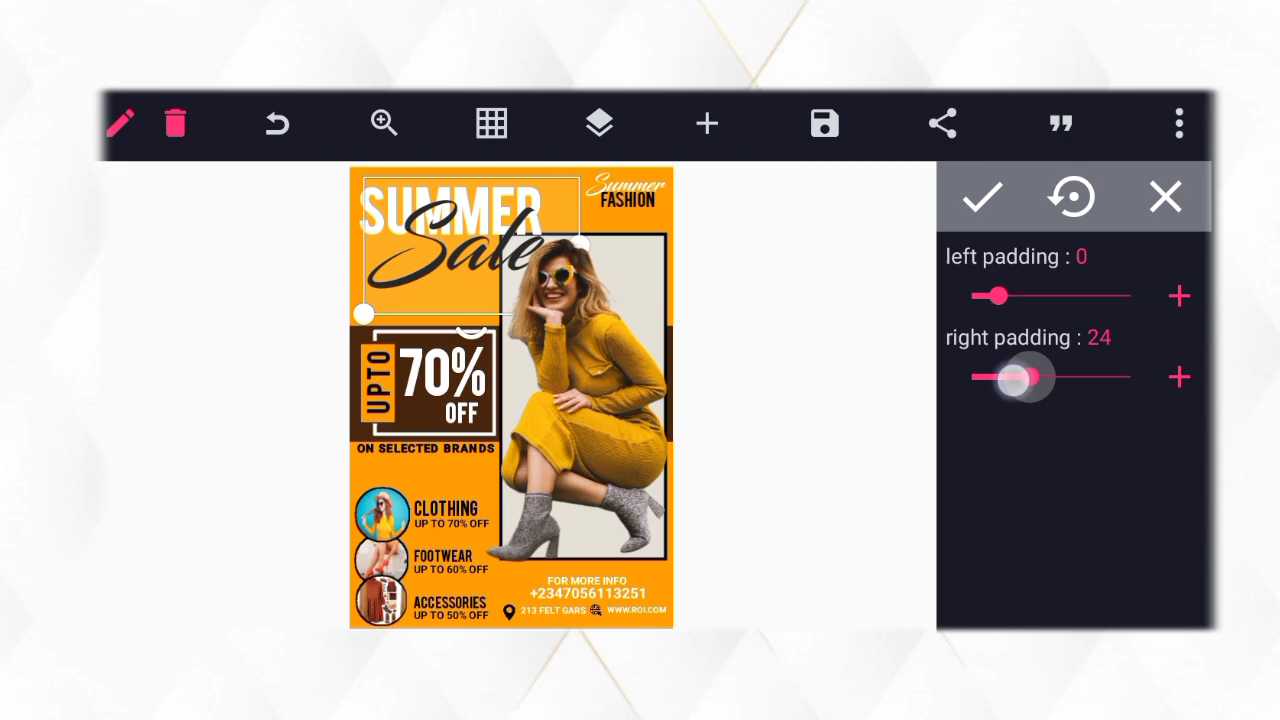 SUMMER
Sale
Summer
FASHION
UPTO
70%
OFF
ON SELECTED BRANDS
CLOTHING
UP TO 70% OFF
FOOTWEAR
UP TO 60% OFF
ACCESSORIES
UP TO 50% OFF
FOR MORE INFO
+2347056113251
213 FELT GARS
WWW.ROI.COM
left padding : 0
right padding : 24